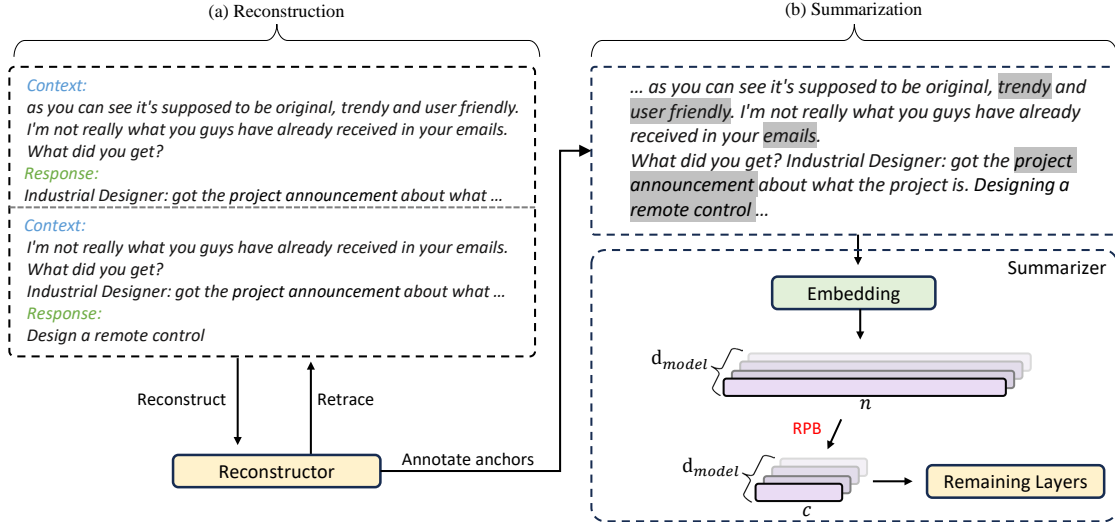 (a) Reconstruction
Context:
as you can see it's supposed to be original, trendy and user friendly.
I'm not really what you guys have already received in your emails.
What did you get?
Response:
Industrial Designer: got the project announcement about what ...
Context:
I'm not really what you guys have already received in your emails.
What did you get?
Industrial Designer: got the project announcement about what ...
Response:
Design a remote control
Reconstruct
Retrace
Reconstructor
Annotate anchors
(b) Summarization
... as you can see it's supposed to be original, trendy and
user friendly. I'm not really what you guys have already
received in your emails.
What did you get? Industrial Designer: got the project
announcement about what the project is. Designing a
remote control ...
Summarizer
Embedding
d_model
n
RPB
d_model
c
Remaining Layers